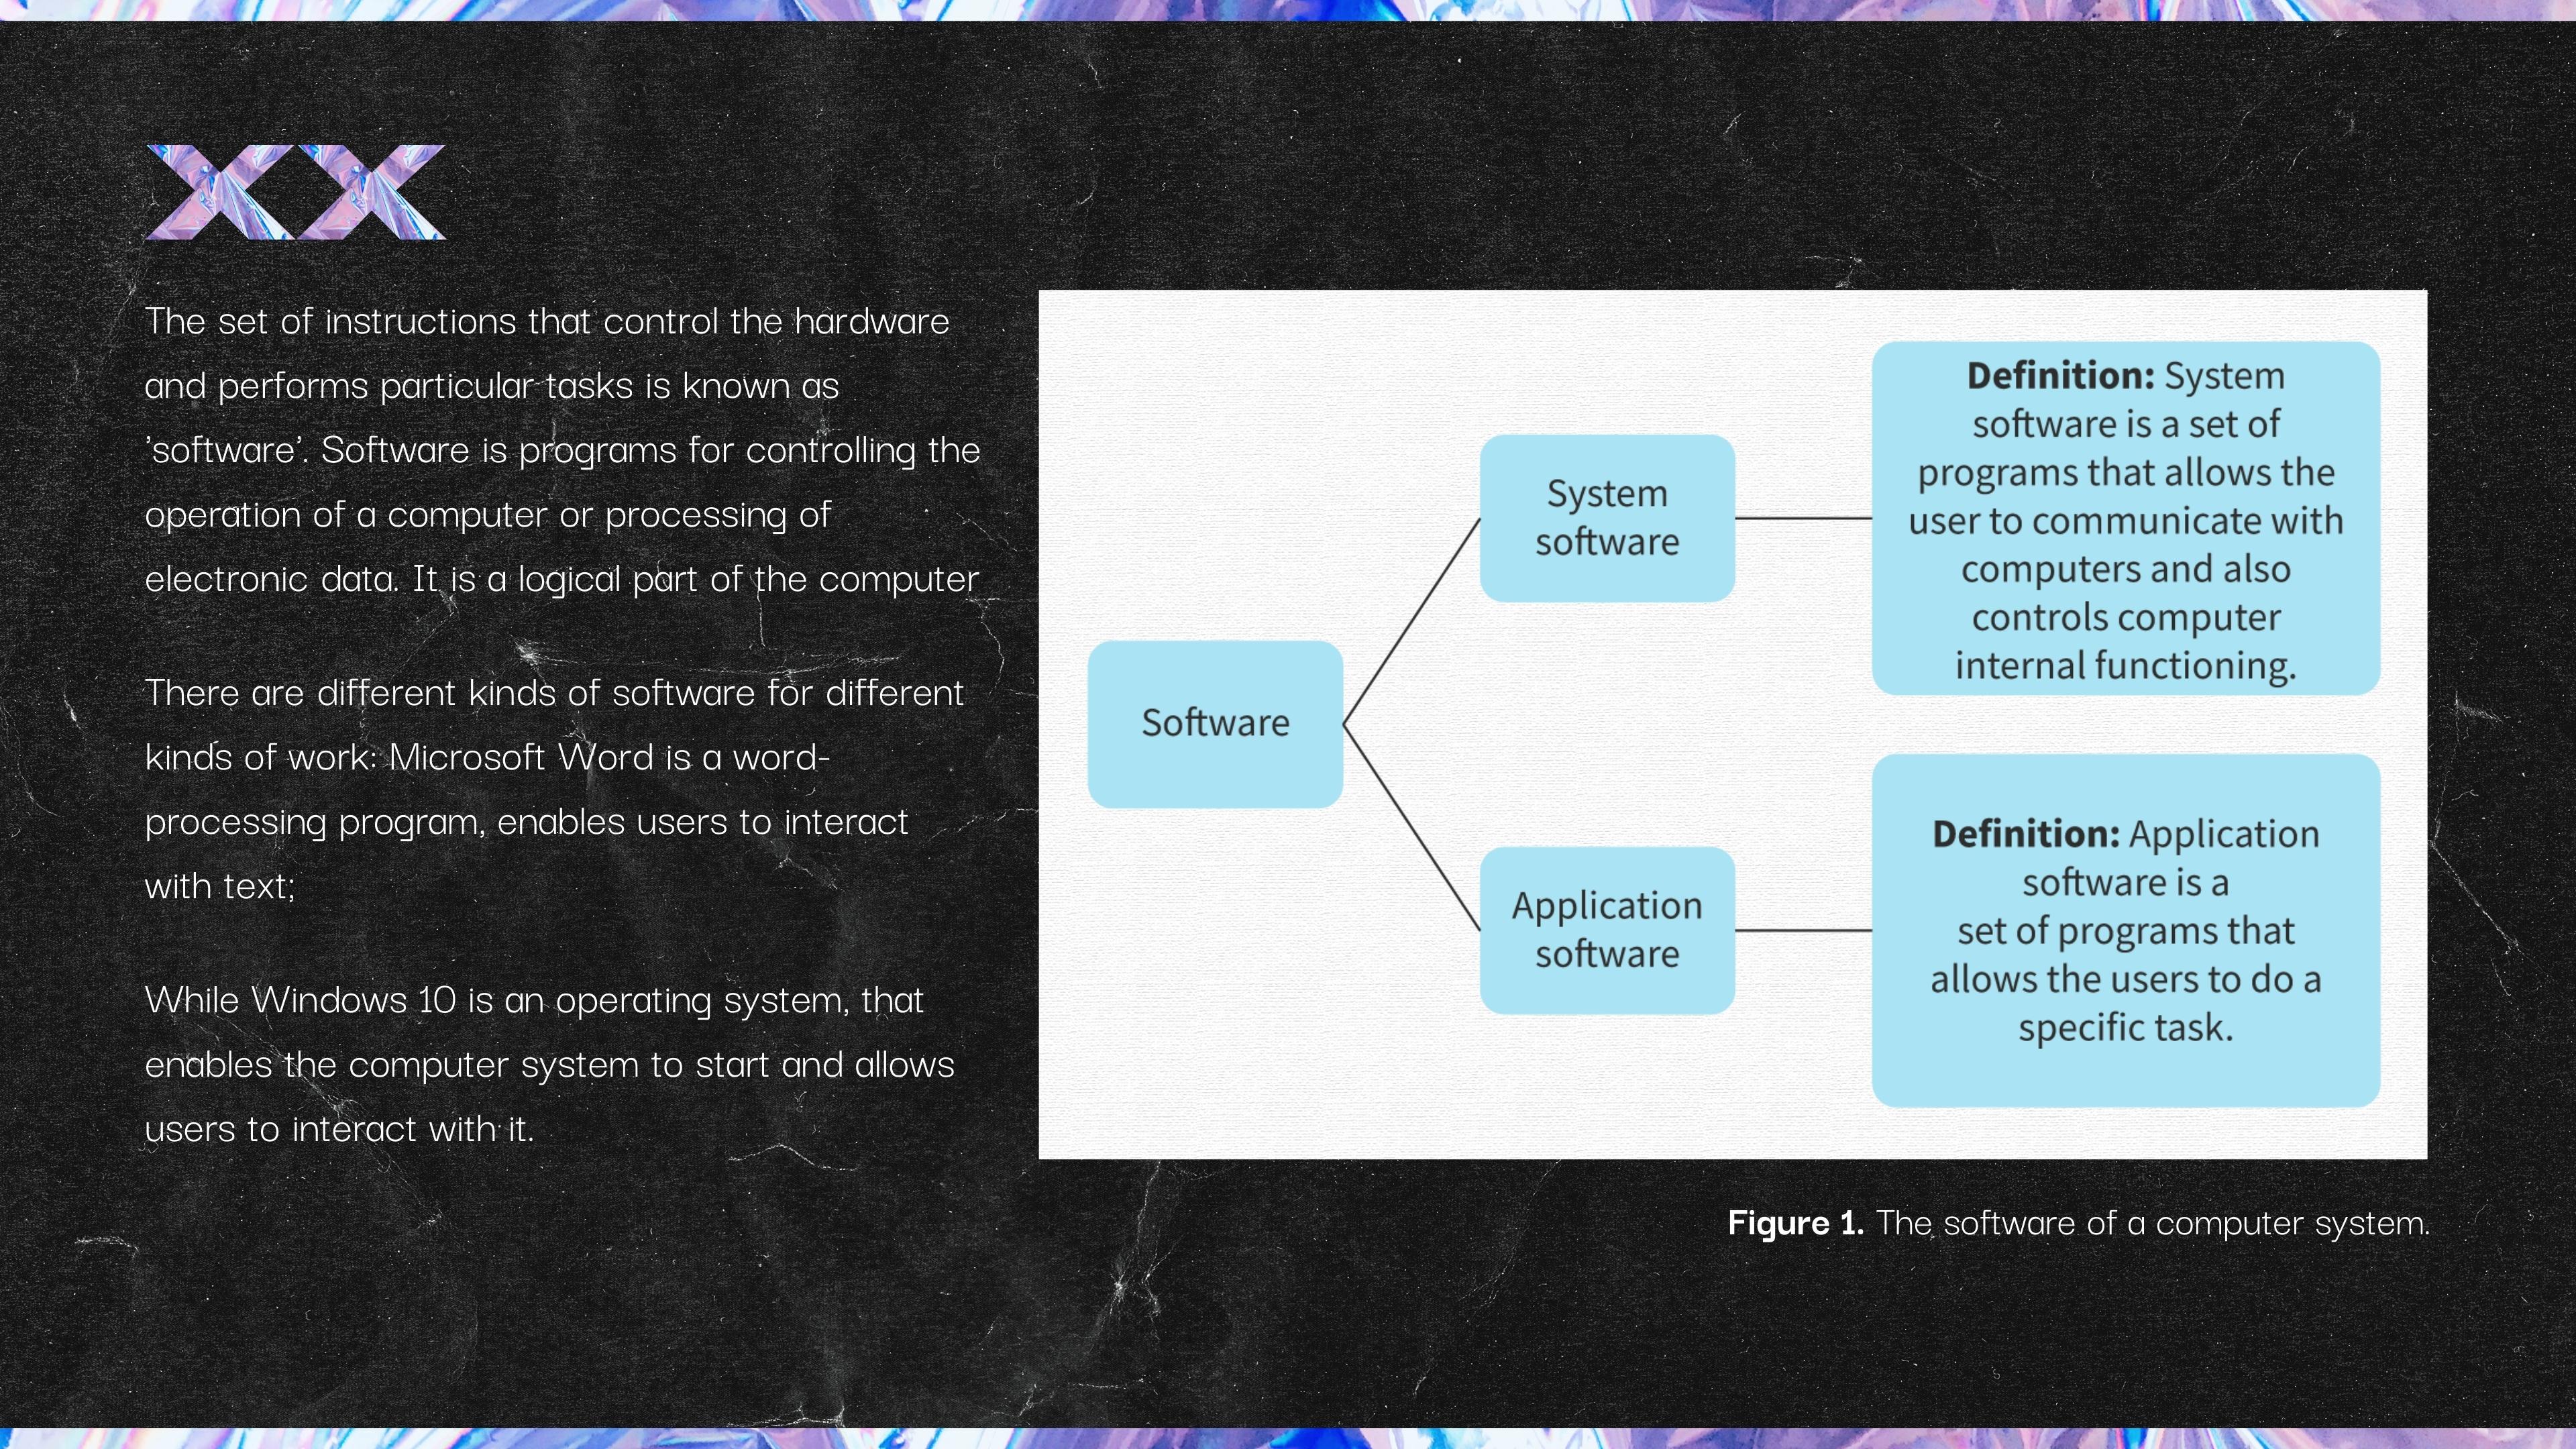 XX
The set of instructions that control the hardware
and performs particular tasks is known as
'software'. Software is programs for controlling the
operation of a computer or processing of
electronic data. It is a logical part of the computer
There are different kinds of software for different
kinds of work: Microsoft Word is a word-
processing program, enables users to interact
with text;
While Windows 10 is an operating system, that
enables the computer system to start and allows
users to interact with it.
Software
System
software
Definition: System
software is a set of
programs that allows the
user to communicate with
computers and also
controls computer
internal functioning.
Application
software
Definition: Application
software is a
set of programs that
allows the users to do a
specific task.
Figure 1. The software of a computer system.